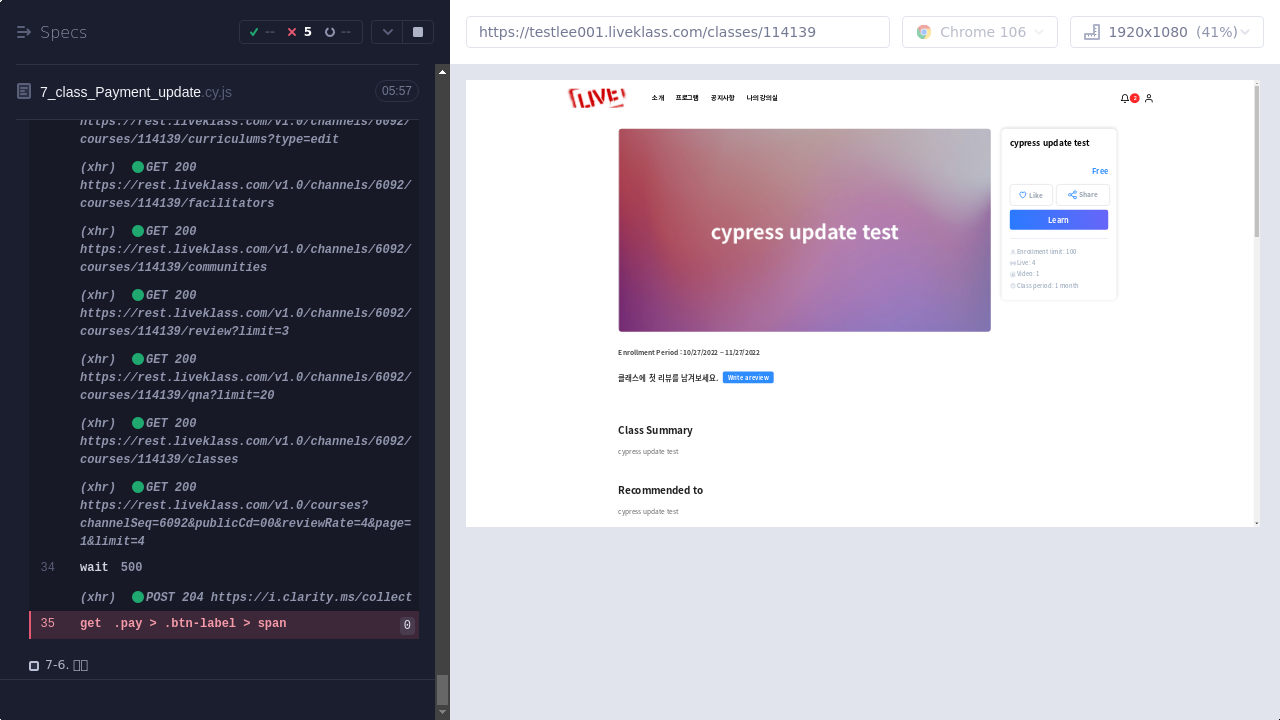 Specs
-- 5 --
7_class_Payment_update.cy.js 05:57
https://rest.liveklass.com/v1.0/channels/6092/
courses/114139/curriculums?type=edit
(xhr) GET 200
https://rest.liveklass.com/v1.0/channels/6092/
courses/114139/facilitators
(xhr) GET 200
https://rest.liveklass.com/v1.0/channels/6092/
courses/114139/communities
(xhr) GET 200
https://rest.liveklass.com/v1.0/channels/6092/
courses/114139/review?limit=3
(xhr) GET 200
https://rest.liveklass.com/v1.0/channels/6092/
courses/114139/qna?limit=20
(xhr) GET 200
https://rest.liveklass.com/v1.0/channels/6092/
courses/114139/classes
(xhr) GET 200
https://rest.liveklass.com/v1.0/courses?
channelSeq=6092&publicCd=00&reviewRate=4&page=
1&limit=4
34 wait 500
(xhr) POST 204 https://i.clarity.ms/collect
35 get .pay > .btn-label > span 0
7-6.
https://testlee001.liveklass.com/classes/114139
Chrome 106
1920x1080 (41%)
LIVE!
소개 프로그램 공지사항 나의 강의실
cypress update test
cypress update test
Free
Like Share
Learn
Enrollment limit: 100
Live: 4
Video: 1
Class period: 1 month
Enrollment Period : 10/27/2022 ~ 11/27/2022
클래스에 첫 리뷰를 남겨보세요. Write a review
Class Summary
cypress update test
Recommended to
cypress update test